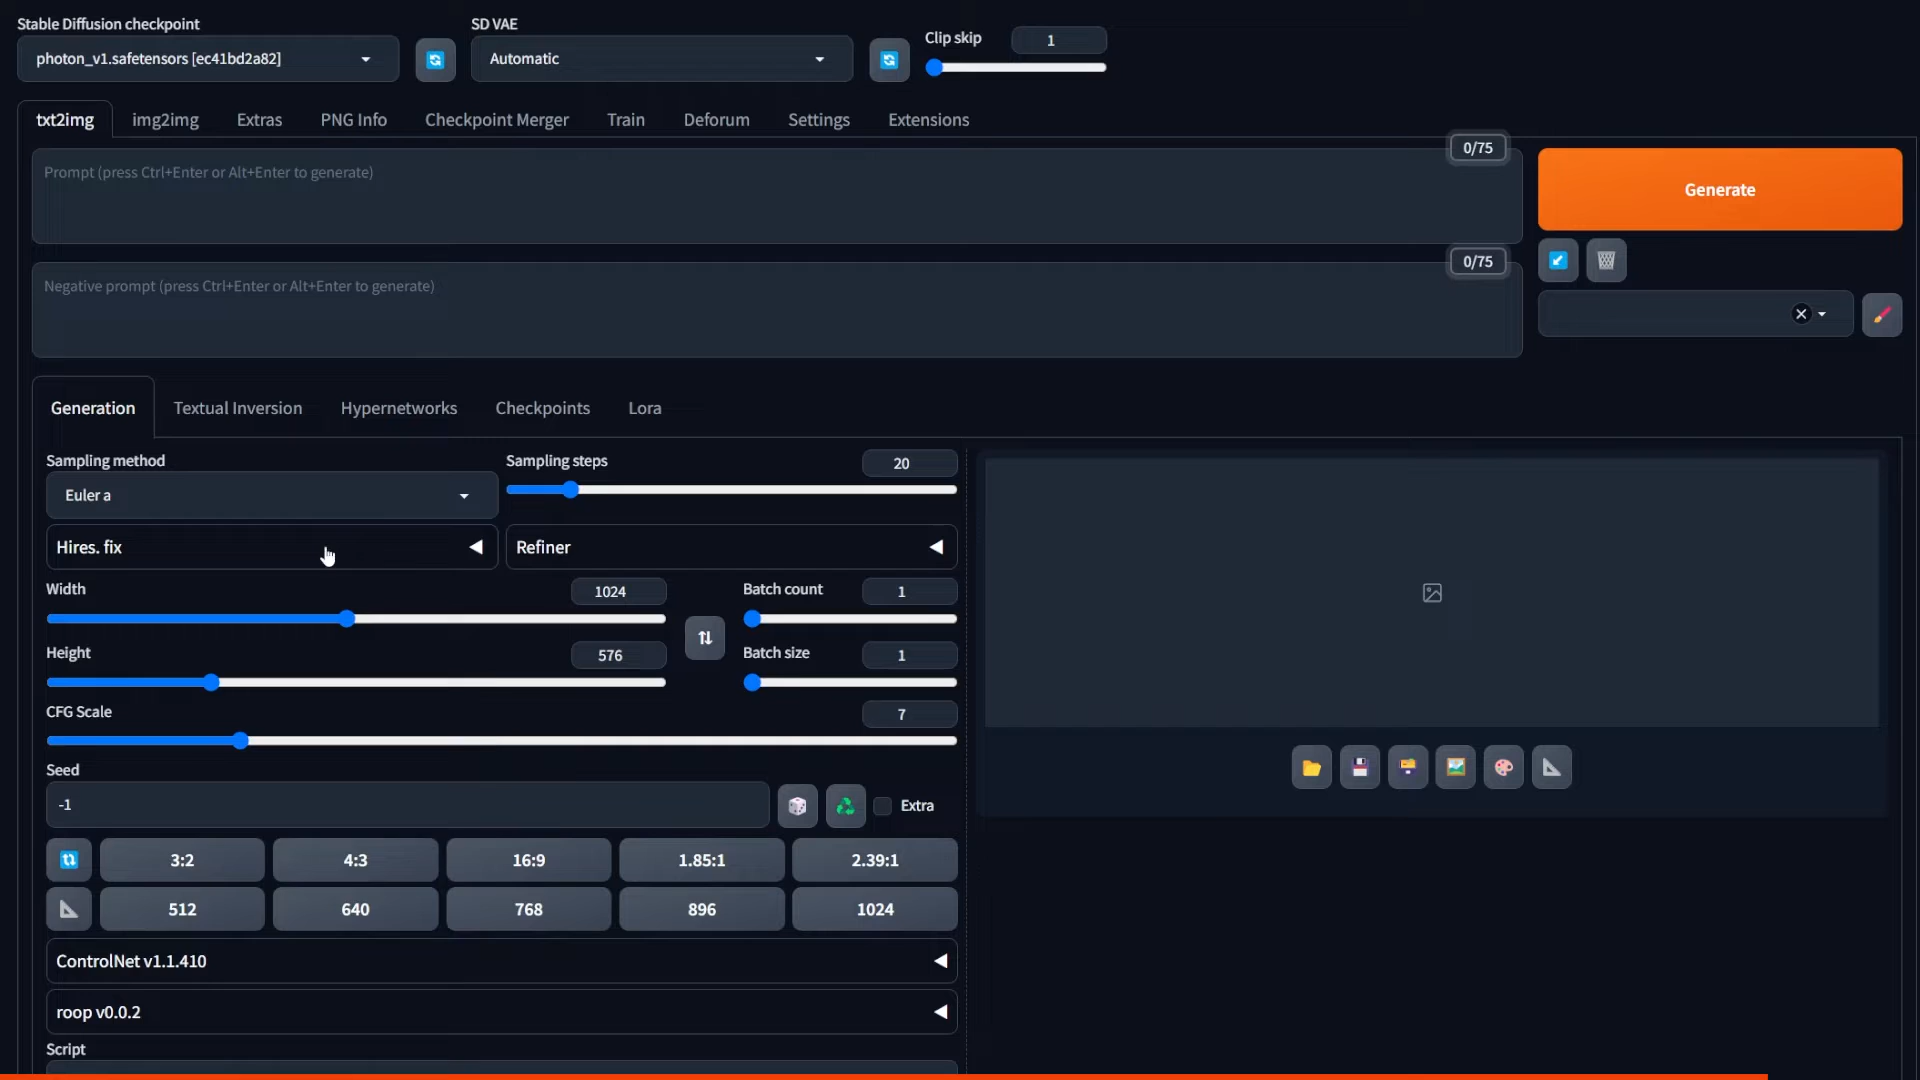 Stable Diffusion checkpoint
SD VAE
Clip skip
1
photon_v1.safetensors [ec41bd2a82]
Automatic
txt2img
img2img
Extras
PNG Info
Checkpoint Merger
Train
Deforum
Settings
Extensions
0/75
Prompt (press Ctrl+Enter or Alt+Enter to generate)
Generate
0/75
Negative prompt (press Ctrl+Enter or Alt+Enter to generate)
Generation
Textual Inversion
Hypernetworks
Checkpoints
Lora
Sampling method
Sampling steps
20
Euler a
Hires. fix
Refiner
Width
1024
Batch count
1
Height
576
Batch size
1
CFG Scale
7
Seed
-1
Extra
3:2
4:3
16:9
1.85:1
2.39:1
512
640
768
896
1024
ControlNet v1.1.410
roop v0.0.2
Script